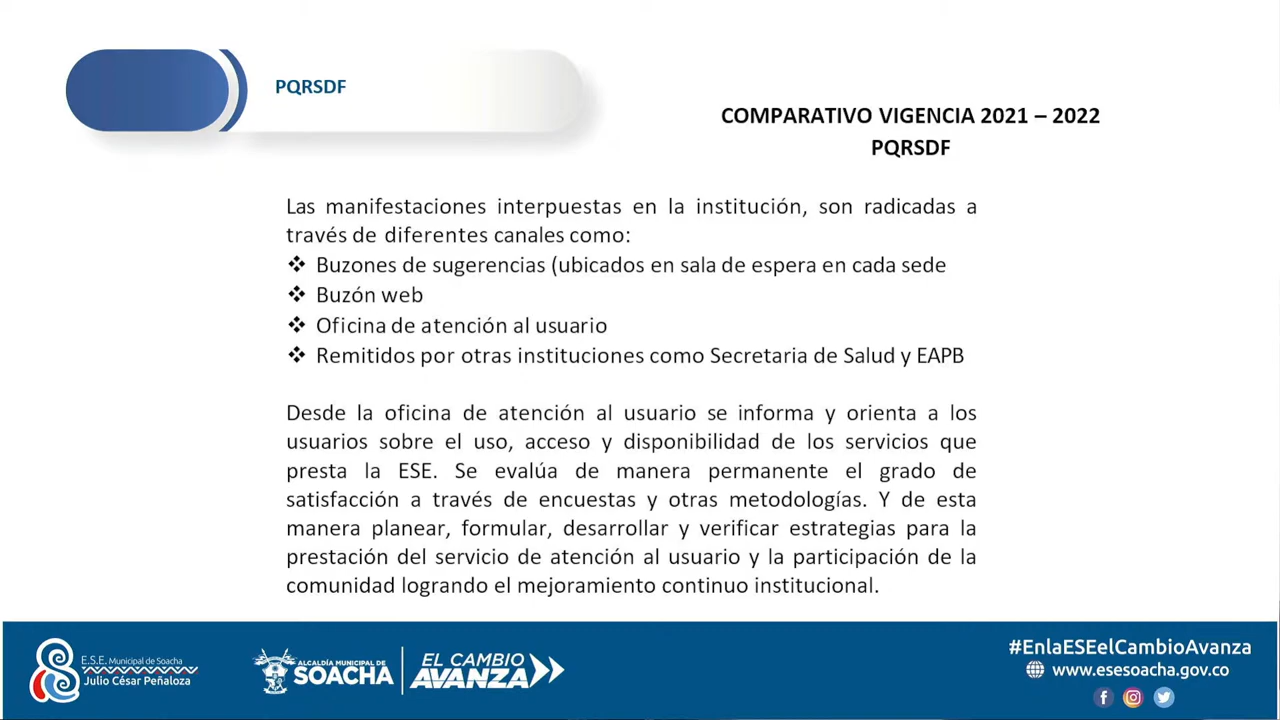 PQRSDF
COMPARATIVO VIGENCIA 2021 – 2022
PQRSDF
Las manifestaciones interpuestas en la institución, son radicadas a
través de diferentes canales como:
❖ Buzones de sugerencias (ubicados en sala de espera en cada sede
❖ Buzón web
❖ Oficina de atención al usuario
❖ Remitidos por otras instituciones como Secretaria de Salud y EAPB
Desde la oficina de atención al usuario se informa y orienta a los
usuarios sobre el uso, acceso y disponibilidad de los servicios que
presta la ESE. Se evalúa de manera permanente el grado de
satisfacción a través de encuestas y otras metodologías. Y de esta
manera planear, formular, desarrollar y verificar estrategias para la
prestación del servicio de atención al usuario y la participación de la
comunidad logrando el mejoramiento continuo institucional.
E.S.E. Municipal de Soacha
Julio César Peñaloza
ALCALDÍA MUNICIPAL DE
SOACHA
EL CAMBIO
AVANZA
#EnlaESEelCambioAvanza
www.esesoacha.gov.co